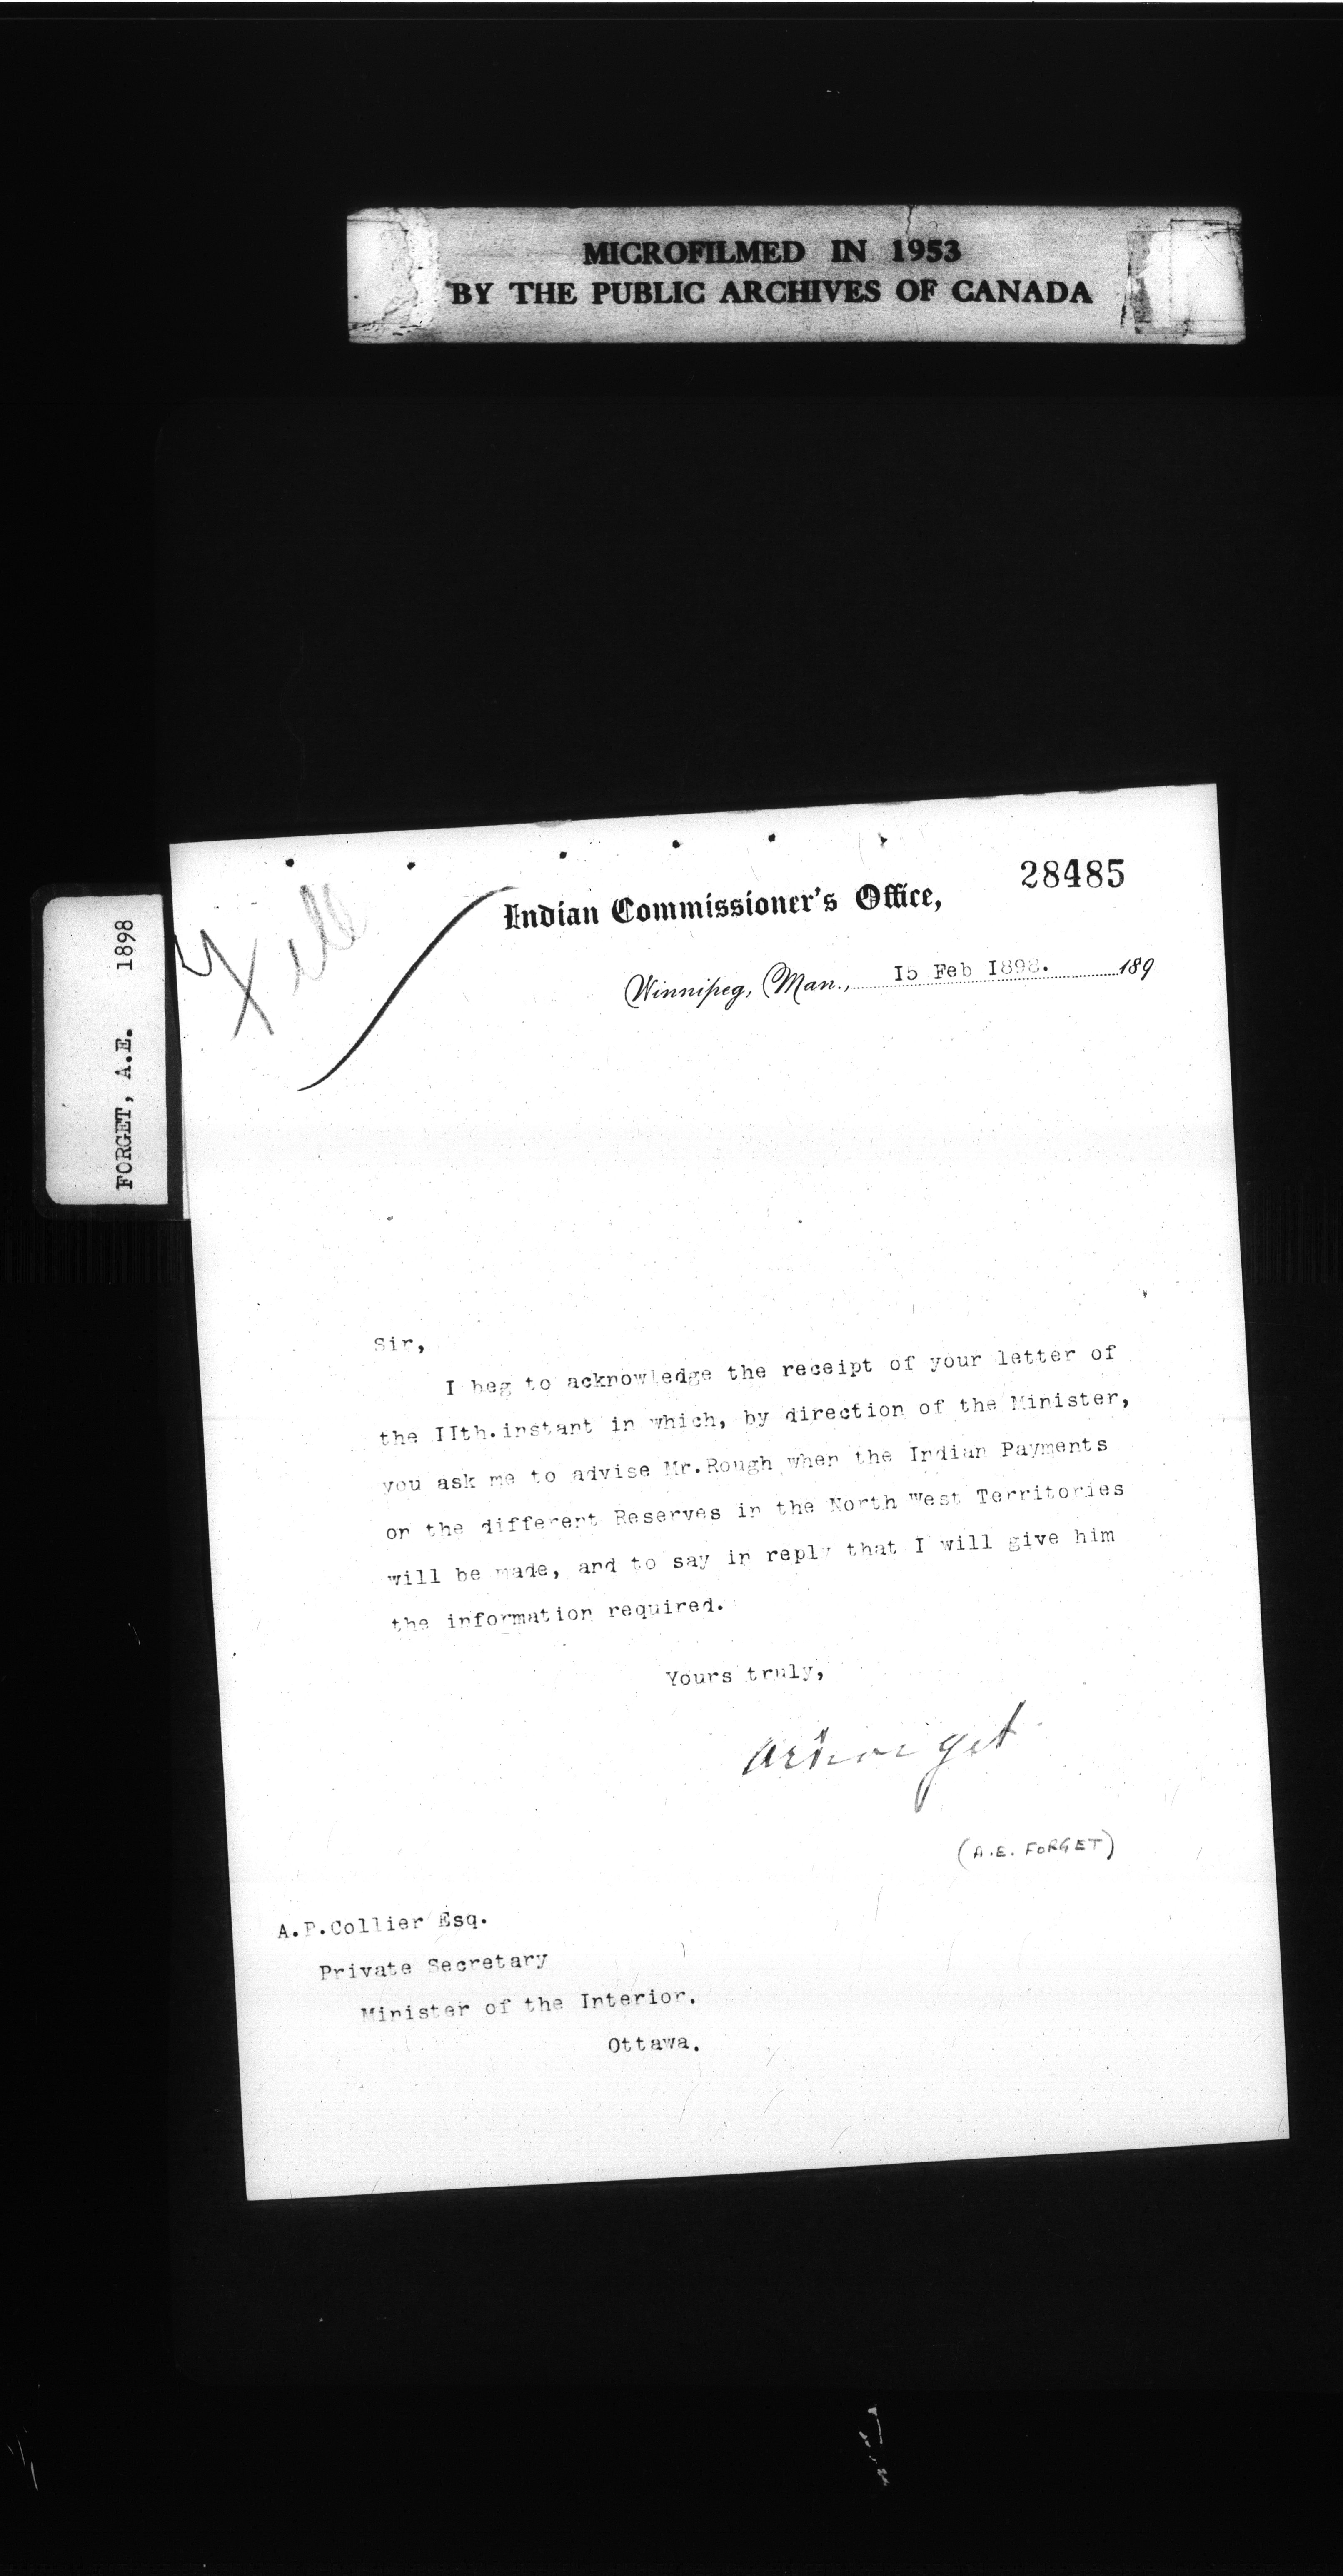 MICROFILMED IN 1953
BY THE PUBLIC ARCHIVES OF CANADA
FORGET, A.E. 1898
28485
Indian Commissioner's Office,
Winnipeg, Man., 15 Feb 1898. 189
Sir,
I beg to acknowledge the receipt of your letter of
the IIth.instant in which, by direction of the Minister,
you ask me to advise Mr.Rough when the Indian Payments
on the different Reserves in the North West Territories
will be made, and to say in reply that I will give him
the information required.
Yours truly,
AEForget
(A.E. FORGET)
A.P.Collier Esq.
Private Secretary
Minister of the Interior.
Ottawa.